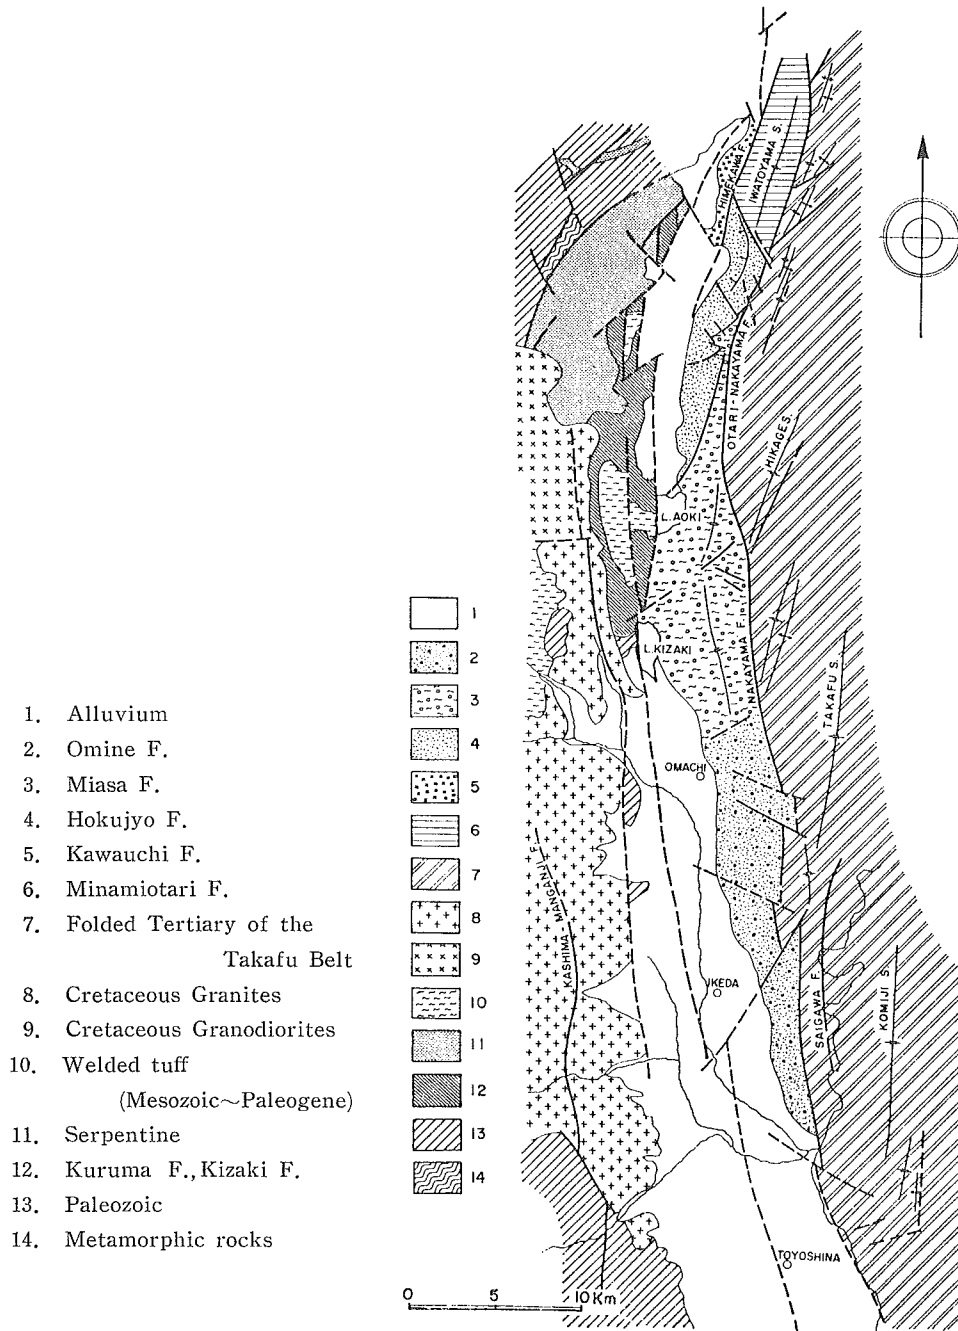 1. Alluvium
2. Omine F.
3. Miasa F.
4. Hokujyo F.
5. Kawauchi F.
6. Minamiotari F.
7. Folded Tertiary of the
Takafu Belt
8. Cretaceous Granites
9. Cretaceous Granodiorites
10. Welded tuff
(Mesozoic~Paleogene)
11. Serpentine
12. Kuruma F., Kizaki F.
13. Paleozoic
14. Metamorphic rocks
1
2
3
4
5
6
7
8
9
10
11
12
13
14
HIMEKAWA F.
IWATOYAMA S.
OTARI-NAKAYAMA F.
HIKAGE S.
L. AOKI
L. KIZAKI
NAKAYAMA F.
TAKAFU S.
OMACHI
KASHIMA-MANGANJI F.
IKEDA
SAIGAWA F.
KOMIJI S.
TOYOSHINA
0 5 10 Km